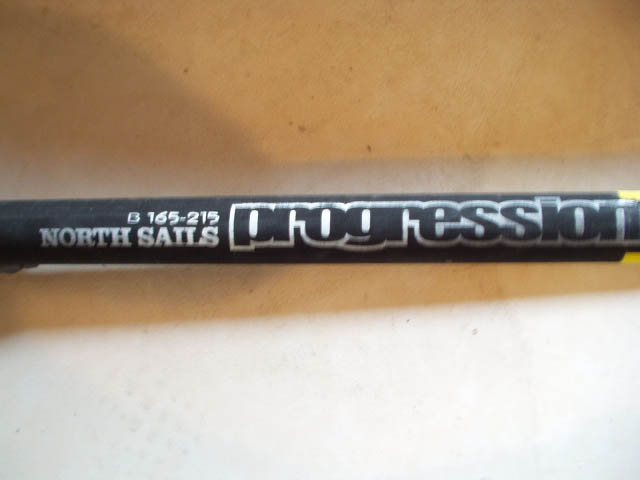 B 165-215
NORTH SAILS progression